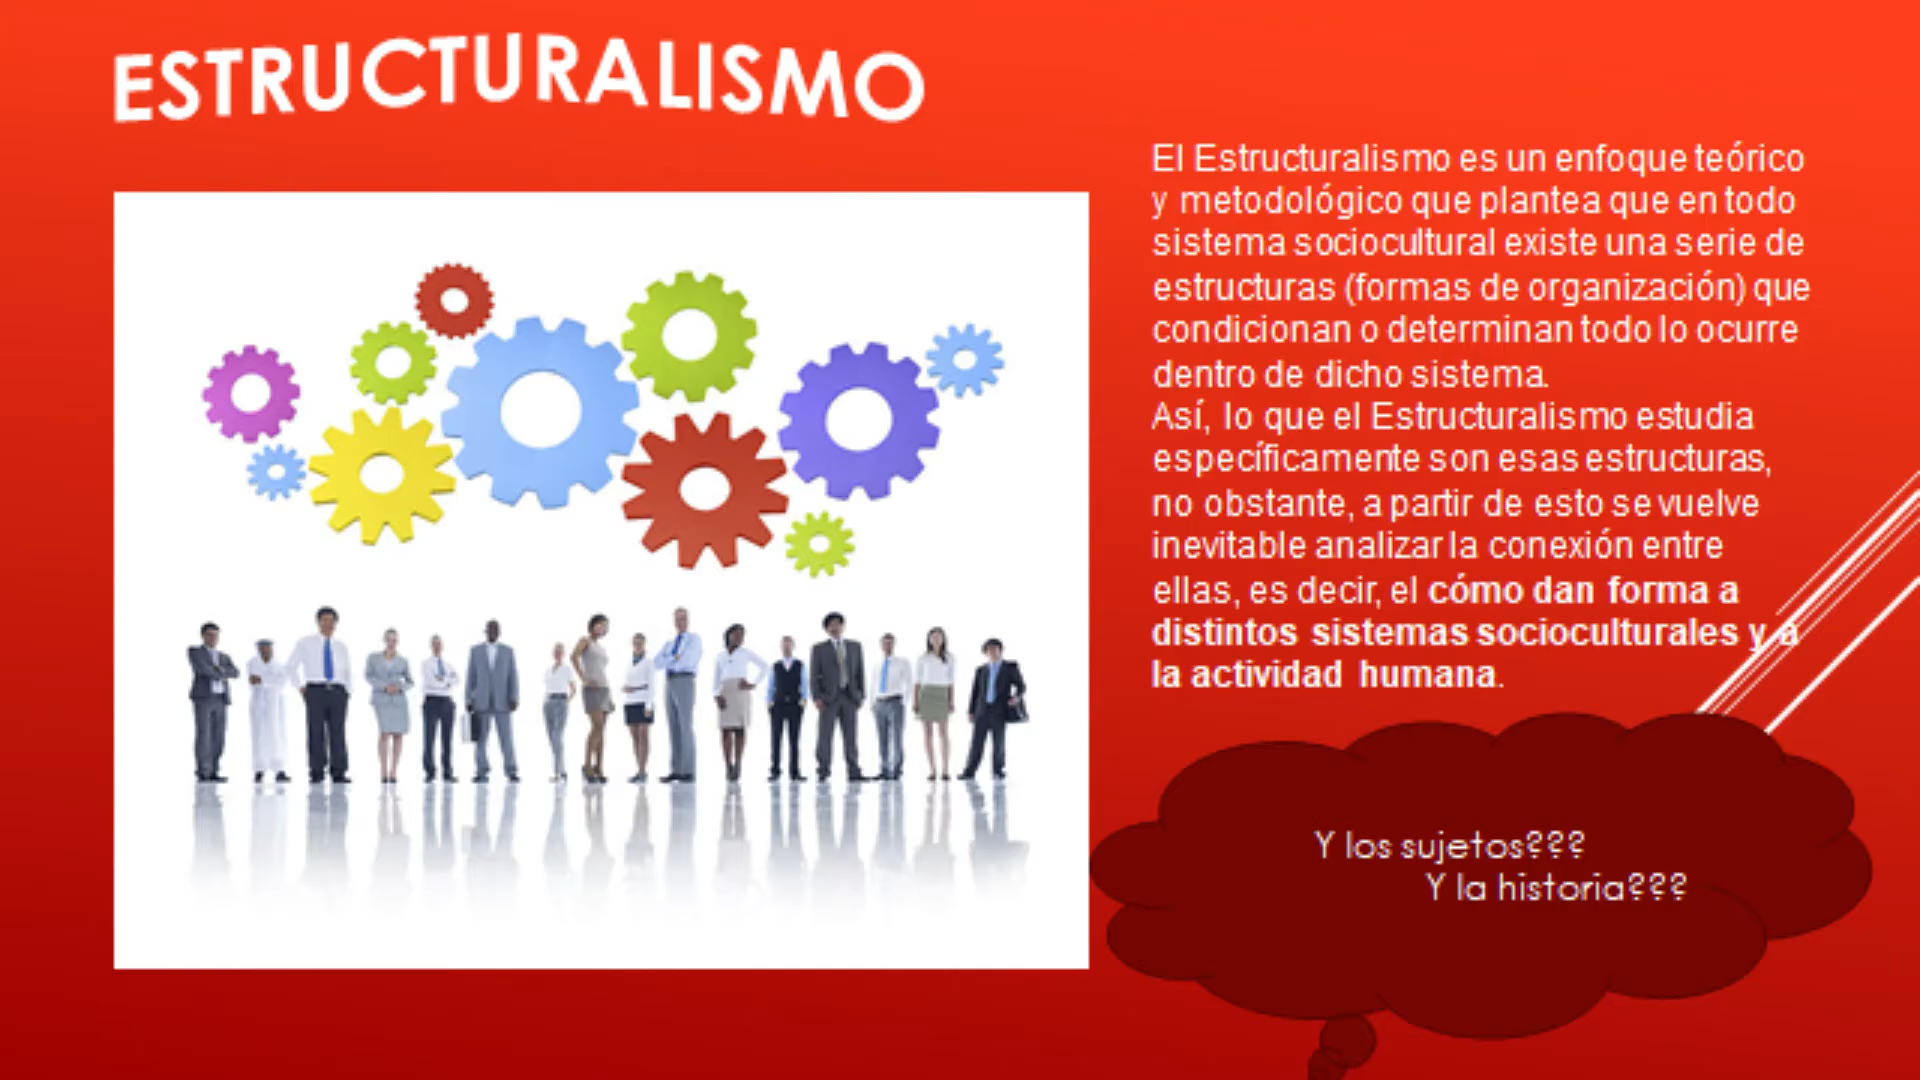 ESTRUCTURALISMO
El Estructuralismo es un enfoque teórico
y metodológico que plantea que en todo
sistema sociocultural existe una serie de
estructuras (formas de organización) que
condicionan o determinan todo lo ocurre
dentro de dicho sistema.
Así, lo que el Estructuralismo estudia
específicamente son esas estructuras,
no obstante, a partir de esto se vuelve
inevitable analizar la conexión entre
ellas, es decir, el cómo dan forma a
distintos sistemas socioculturales y a
la actividad humana.
Y los sujetos???
Y la historia???